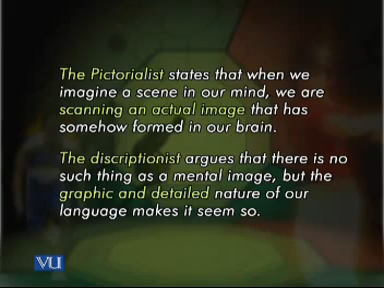 The Pictorialist states that when we
imagine a scene in our mind, we are
scanning an actual image that has
somehow formed in our brain.
The discriptionist argues that there is no
such thing as a mental image, but the
graphic and detailed nature of our
language makes it seem so.
VU